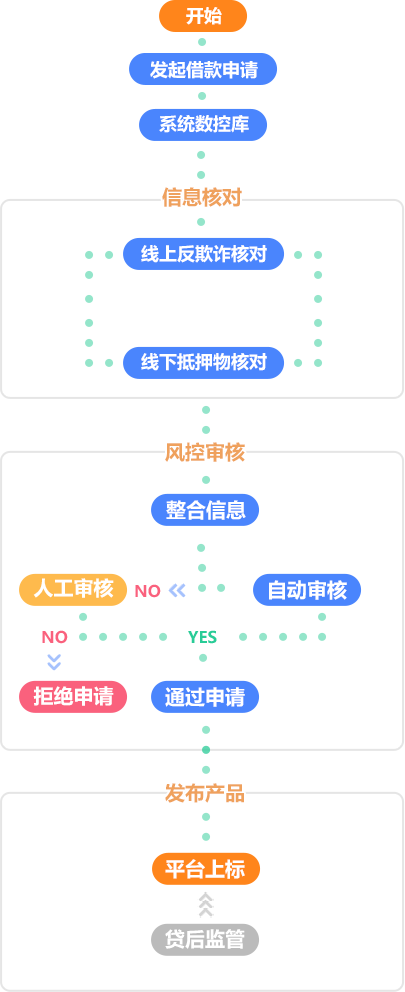 开始
发起借款申请
系统数控库
信息核对
线上反欺诈核对
线下抵押物核对
风控审核
整合信息
人工审核
NO
自动审核
NO
YES
拒绝申请
通过申请
发布产品
平台上标
贷后监管